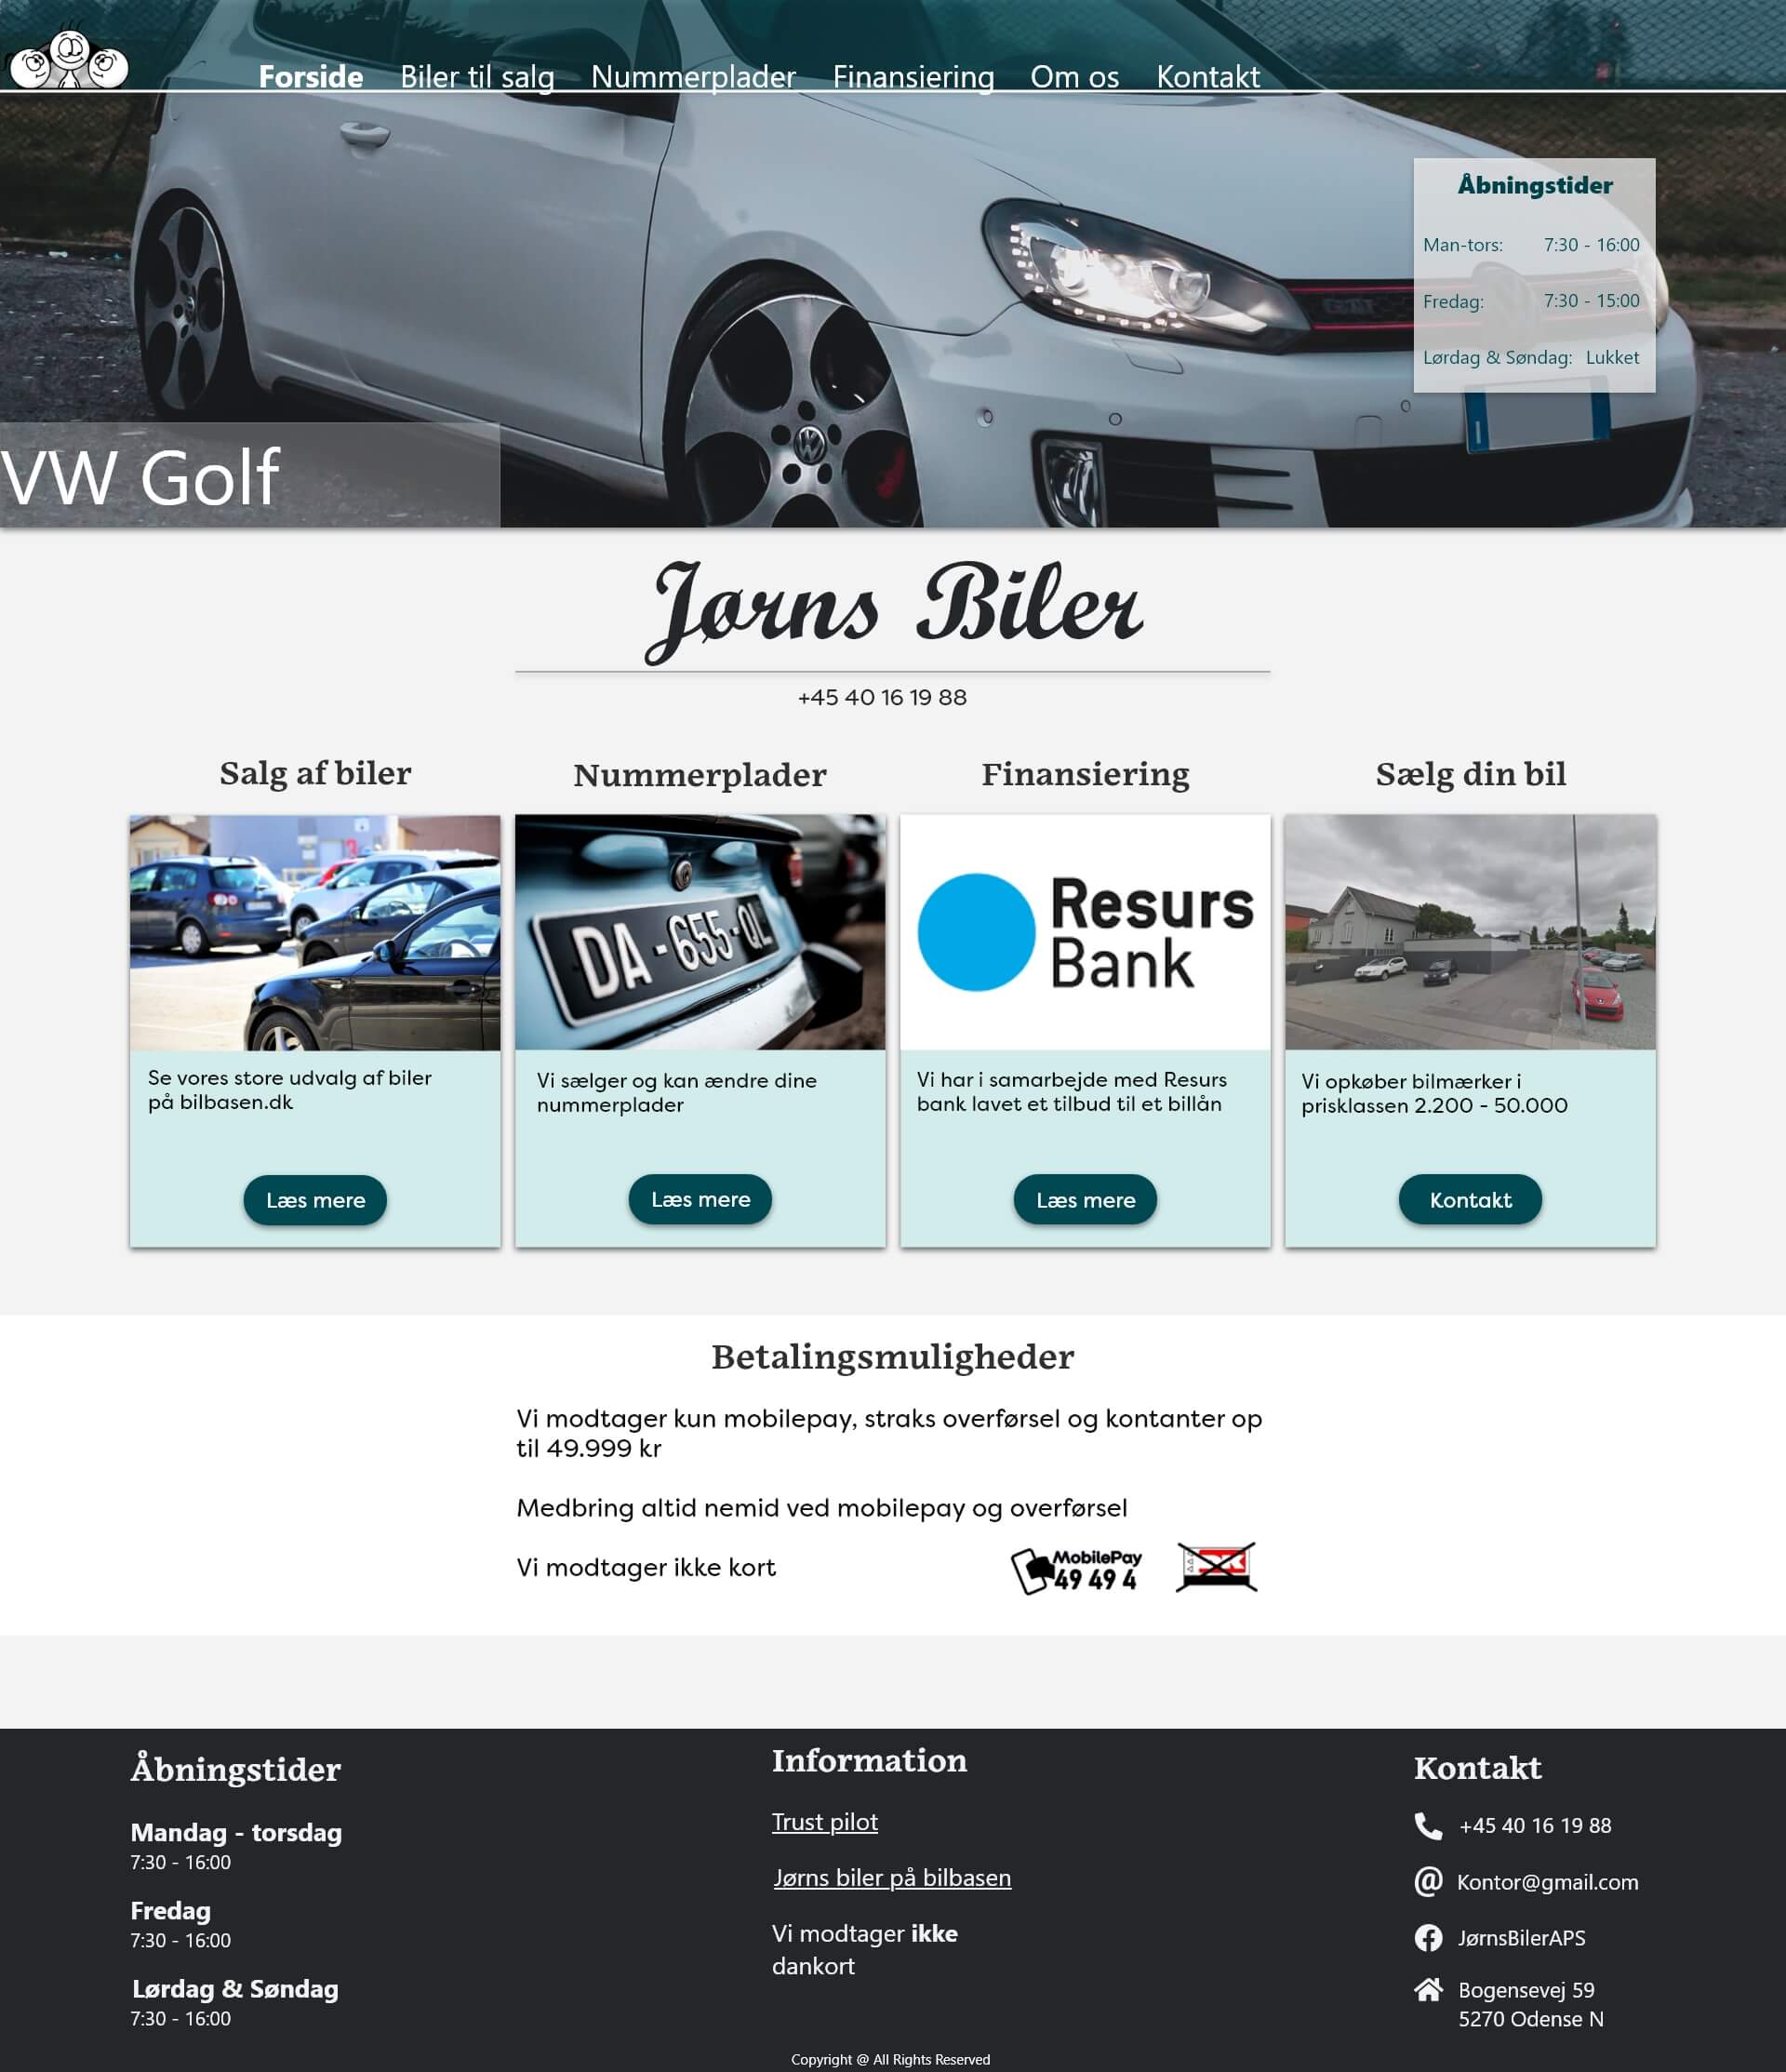 Forside Biler til salg Nummerplader Finansiering Om os Kontakt
Åbningstider
Man-tors: 7:30 - 16:00
Fredag: 7:30 - 15:00
Lørdag & Søndag: Lukket
VW Golf
Jørns Biler
+45 40 16 19 88
Salg af biler
Se vores store udvalg af biler
på bilbasen.dk
Læs mere
Nummerplader
DA-655-QL
Vi sælger og kan ændre dine
nummerplader
Læs mere
Finansiering
Resurs
Bank
Vi har i samarbejde med Resurs
bank lavet et tilbud til et billån
Læs mere
Sælg din bil
Vi opkøber bilmærker i
prisklassen 2.200 - 50.000
Kontakt
Betalingsmuligheder
Vi modtager kun mobilepay, straks overførsel og kontanter op
til 49.999 kr
Medbring altid nemid ved mobilepay og overførsel
Vi modtager ikke kort
MobilePay
49 49 4
Åbningstider
Mandag - torsdag
7:30 - 16:00
Fredag
7:30 - 16:00
Lørdag & Søndag
7:30 - 16:00
Information
Trust pilot
Jørns biler på bilbasen
Vi modtager ikke
dankort
Kontakt
+45 40 16 19 88
Kontor@gmail.com
JørnsBilerAPS
Bogensevej 59
5270 Odense N
Copyright @ All Rights Reserved